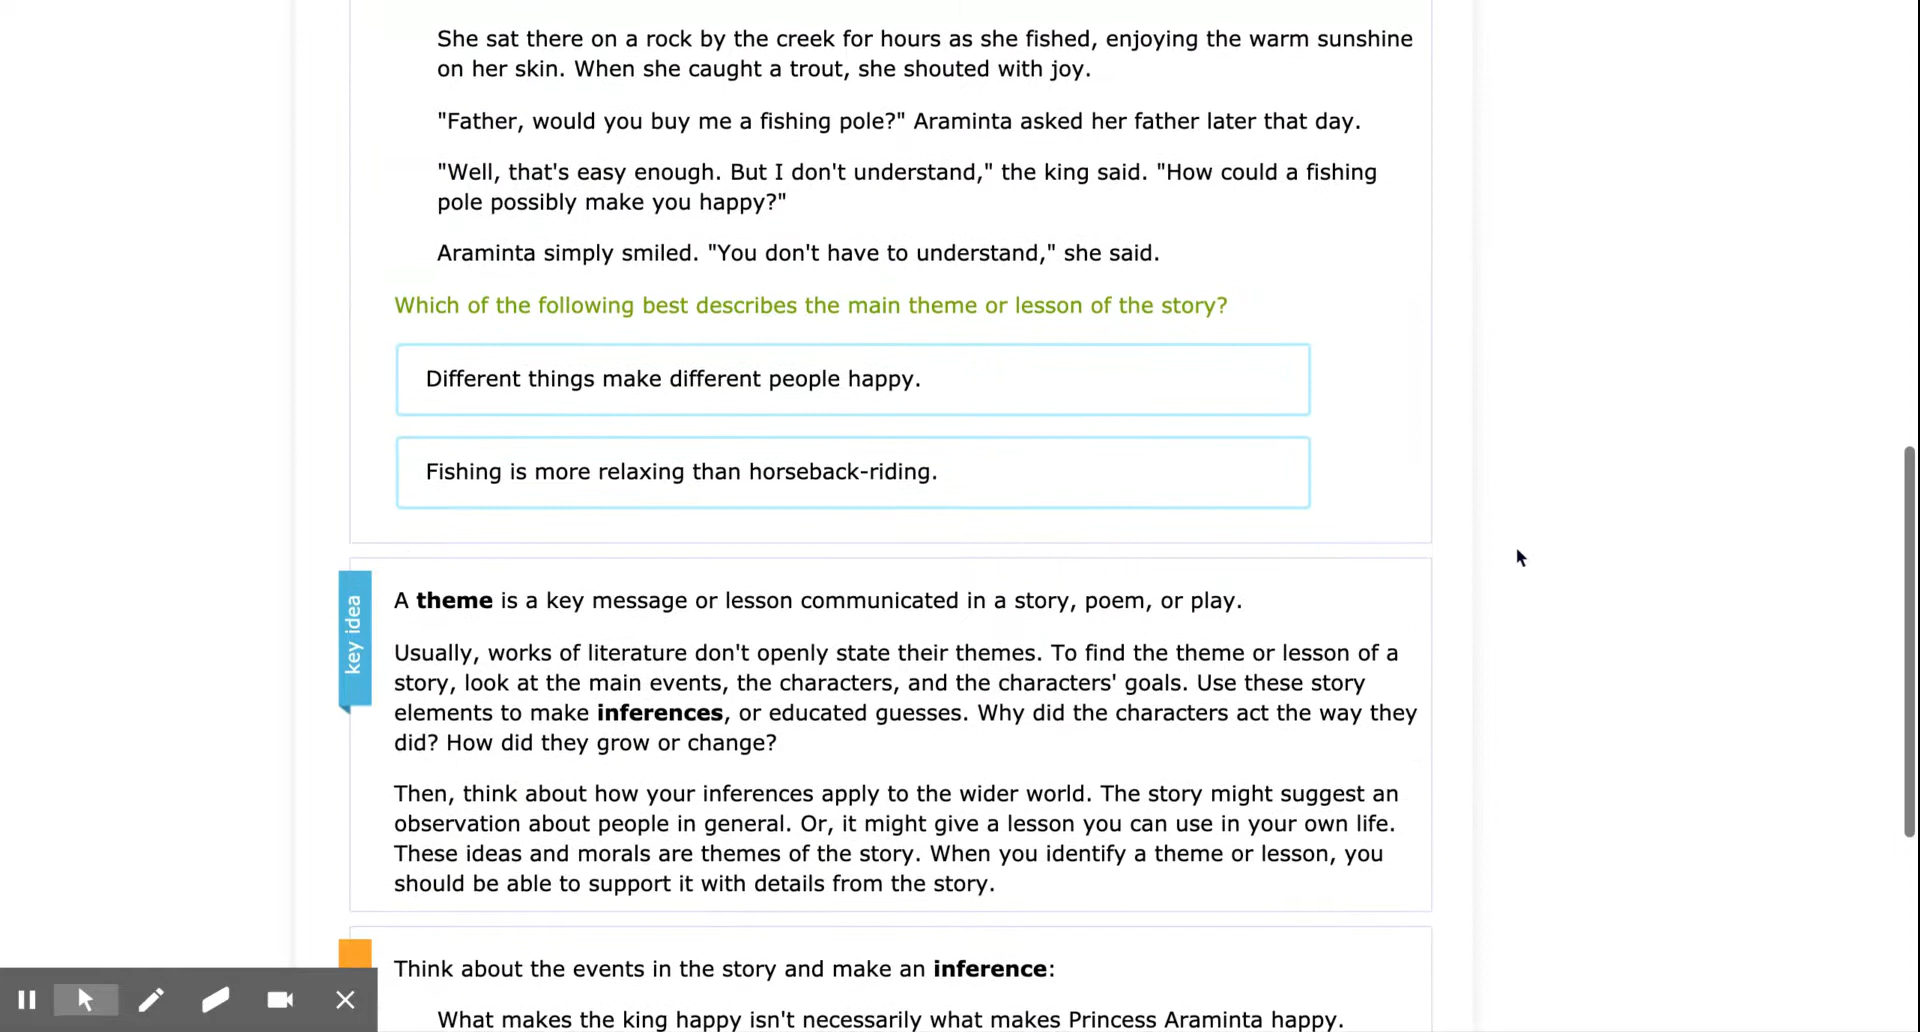 She sat there on a rock by the creek for hours as she fished, enjoying the warm sunshine
on her skin. When she caught a trout, she shouted with joy.
"Father, would you buy me a fishing pole?" Araminta asked her father later that day.
"Well, that's easy enough. But I don't understand," the king said. "How could a fishing
pole possibly make you happy?"
Araminta simply smiled. "You don't have to understand," she said.
Which of the following best describes the main theme or lesson of the story?
Different things make different people happy.
Fishing is more relaxing than horseback-riding.
key idea
A theme is a key message or lesson communicated in a story, poem, or play.
Usually, works of literature don't openly state their themes. To find the theme or lesson of a
story, look at the main events, the characters, and the characters' goals. Use these story
elements to make inferences, or educated guesses. Why did the characters act the way they
did? How did they grow or change?
Then, think about how your inferences apply to the wider world. The story might suggest an
observation about people in general. Or, it might give a lesson you can use in your own life.
These ideas and morals are themes of the story. When you identify a theme or lesson, you
should be able to support it with details from the story.
Think about the events in the story and make an inference:
What makes the king happy isn't necessarily what makes Princess Araminta happy.